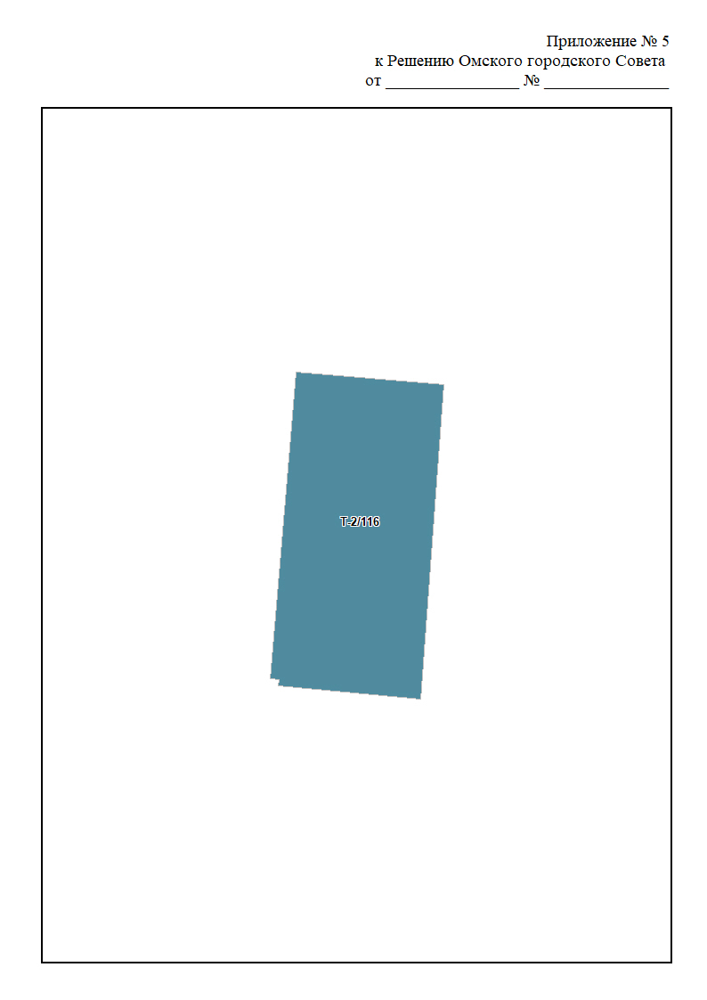 Приложение № 5
к Решению Омского городского Совета
от _________________ № ________________
Т-2/116